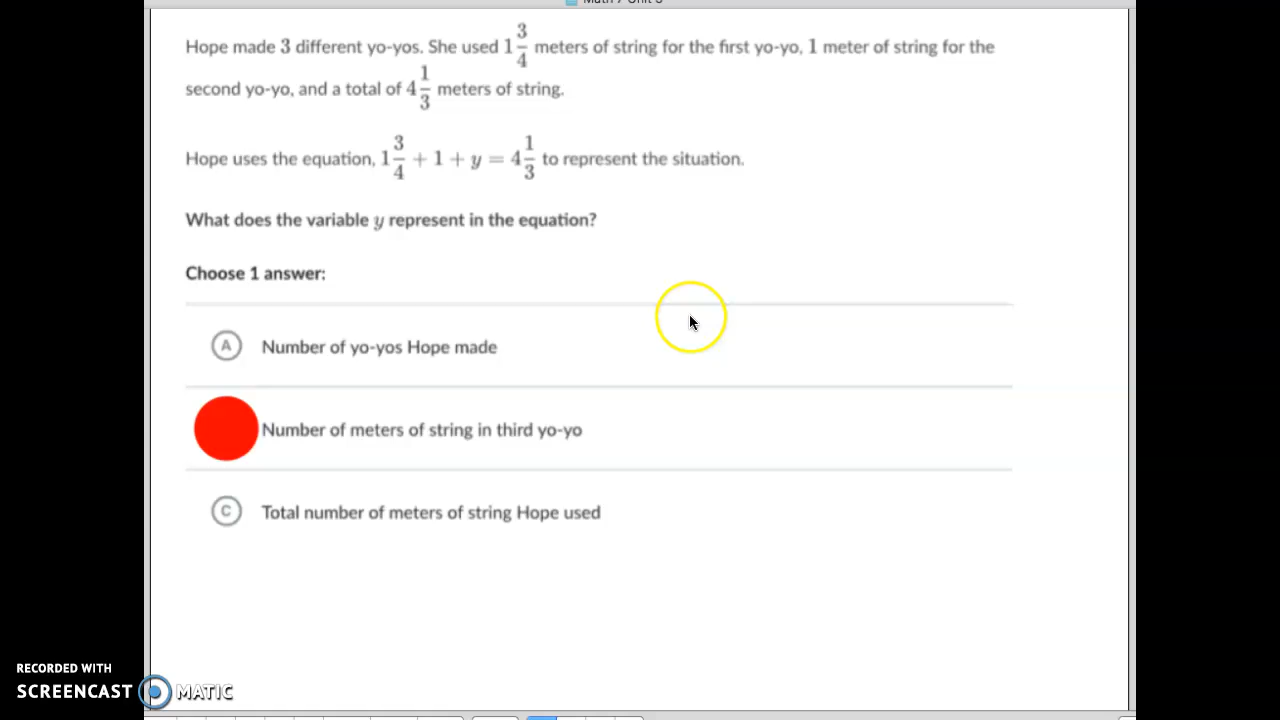 Math 7 Unit 3
Hope made 3 different yo-yos. She used 1 3/4 meters of string for the first yo-yo, 1 meter of string for the
second yo-yo, and a total of 4 1/3 meters of string.
Hope uses the equation, 1 3/4 + 1 + y = 4 1/3 to represent the situation.
What does the variable y represent in the equation?
Choose 1 answer:
A Number of yo-yos Hope made
Number of meters of string in third yo-yo
C Total number of meters of string Hope used
RECORDED WITH
SCREENCAST MATIC